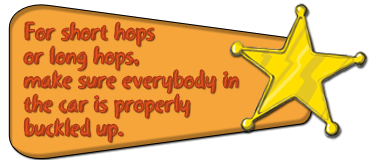 For short hops
or long hops,
make sure everybody in
the car is properly
buckled up.